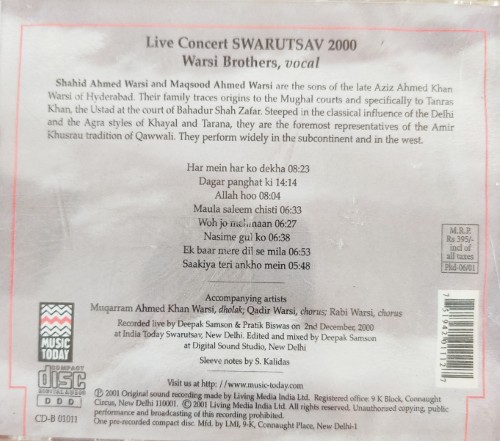 Live Concert SWARUTSAV 2000
Warsi Brothers, vocal
Shahid Ahmed Warsi and Maqsood Ahmed Warsi are the sons of the late Aziz Ahmed Khan
Warsi of Hyderabad. Their family traces origins to the Mughal courts and specifically to Tanras
Khan, the Ustad at the court of Bahadur Shah Zafar. Steeped in the classical influence of the Delhi
and the Agra styles of Khayal and Tarana, they are the foremost representatives of the Amir
Khusrau tradition of Qawwali. They perform widely in the subcontinent and in the west.
Har mein har ko dekha 08:23
Dagar panghat ki 14:14
Allah hoo 08:04
Maula saleem chisti 06:33
Woh jo mehmaan 06:27
Nasime gul ko 06:38
Ek baar mere dil se mila 06:53
Saakiya teri ankho mein 05:48
M.R.P.
Rs 395/-
incl of
all taxes
Pkd-06/01
Accompanying artists
Muqarram Ahmed Khan Warsi, dholak; Qadir Warsi, chorus; Rabi Warsi, chorus
Recorded live by Deepak Samson & Pratik Biswas on 2nd December, 2000
at India Today Swarutsav, New Delhi. Edited and mixed by Deepak Samson
at Digital Sound Studio, New Delhi
Sleeve notes by S. Kalidas
MUSIC
TODAY
COMPACT
disc
DIGITAL AUDIO
D D D
CD-B 01011
Visit us at http: //www.music-today.com
℗ 2001 Original sound recording made by Living Media India Ltd. Registered office: 9 K Block, Connaught
Circus, New Delhi 110001. © 2001 Living Media India Ltd. All rights reserved. Unauthorised copying, public
performance and broadcasting of this recording prohibited.
One pre-recorded compact disc. Mfd. by LMI, 9-K, Connaught Place, New Delhi-1